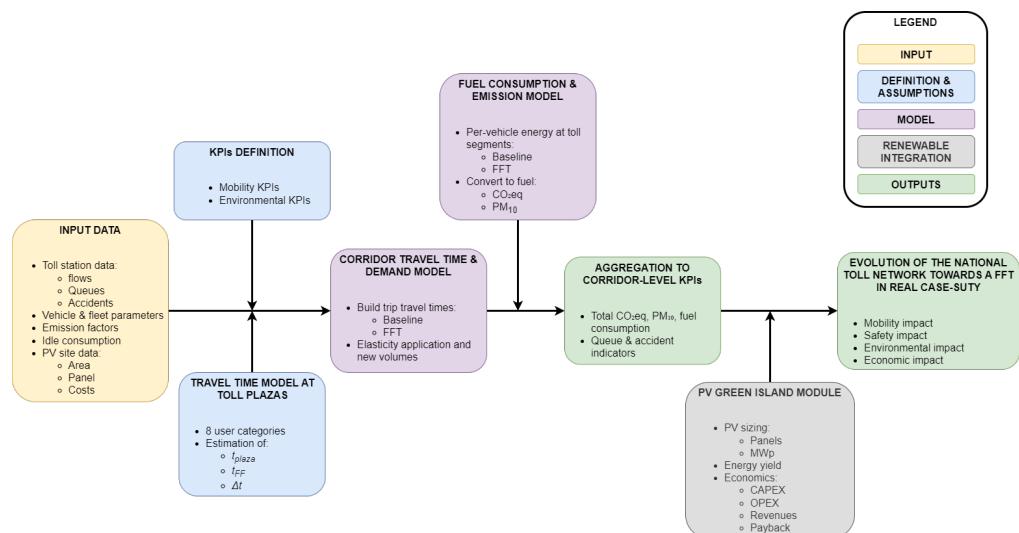 LEGEND
INPUT
DEFINITION &
ASSUMPTIONS
MODEL
RENEWABLE
INTEGRATION
OUTPUTS
INPUT DATA
• Toll station data:
○ flows
○ Queues
○ Accidents
• Vehicle & fleet parameters
• Emission factors
• Idle consumption
• PV site data:
○ Area
○ Panel
○ Costs
KPIs DEFINITION
• Mobility KPIs
• Environmental KPIs
TRAVEL TIME MODEL AT
TOLL PLAZAS
• 8 user categories
• Estimation of:
○ t_plaza
○ t_FF
○ Δt
CORRIDOR TRAVEL TIME &
DEMAND MODEL
• Build trip travel times:
○ Baseline
○ FFT
• Elasticity application and
new volumes
FUEL CONSUMPTION &
EMISSION MODEL
• Per-vehicle energy at toll
segments:
○ Baseline
○ FFT
• Convert to fuel:
○ CO₂eq
○ PM₁₀
AGGREGATION TO
CORRIDOR-LEVEL KPIs
• Total CO₂eq, PM₁₀, fuel
consumption
• Queue & accident
indicators
PV GREEN ISLAND MODULE
• PV sizing:
○ Panels
○ MWp
• Energy yield
• Economics:
○ CAPEX
○ OPEX
○ Revenues
○ Payback
EVOLUTION OF THE NATIONAL
TOLL NETWORK TOWARDS A FFT
IN REAL CASE-SUTY
• Mobility impact
• Safety impact
• Environmental impact
• Economic impact